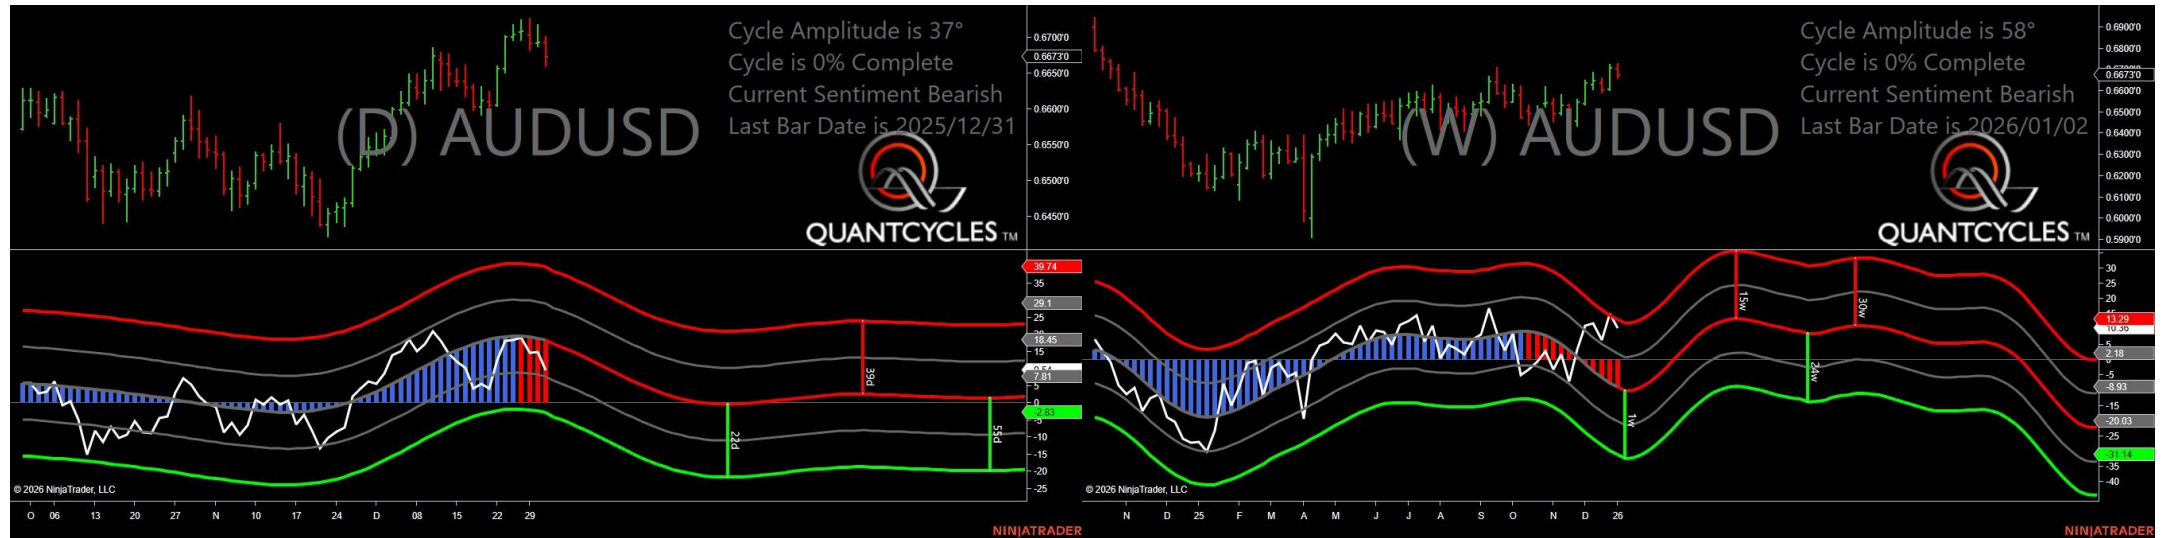 Cycle Amplitude is 37°
Cycle is 0% Complete
Current Sentiment Bearish
Last Bar Date is 2025/12/31
(D) AUDUSD
QUANTCYCLES TM
0.6700'0
0.6673'0
0.6650'0
0.6600'0
0.6550'0
0.6500'0
0.6450'0
39.74
35
29.1
25
18.45
15
7.81
5
0
-2.83
-5
-10
-15
-20
-25
22d
39d
55d
© 2026 NinjaTrader, LLC
O 06 13 20 27 N 10 17 24 D 08 15 22 29
NINJATRADER
Cycle Amplitude is 58°
Cycle is 0% Complete
Current Sentiment Bearish
Last Bar Date is 2026/01/02
(W) AUDUSD
QUANTCYCLES TM
0.6900'0
0.6800'0
0.6673'0
0.6600'0
0.6500'0
0.6400'0
0.6300'0
0.6200'0
0.6100'0
0.6000'0
0.5900'0
30
25
20
13.29
10.36
5
2.18
-5
-8.93
-15
-20.03
-25
-31.14
-35
-40
1w
15w
24w
30w
© 2026 NinjaTrader, LLC
N D 25 F M A M J J A S O N D 26
NINJATRADER